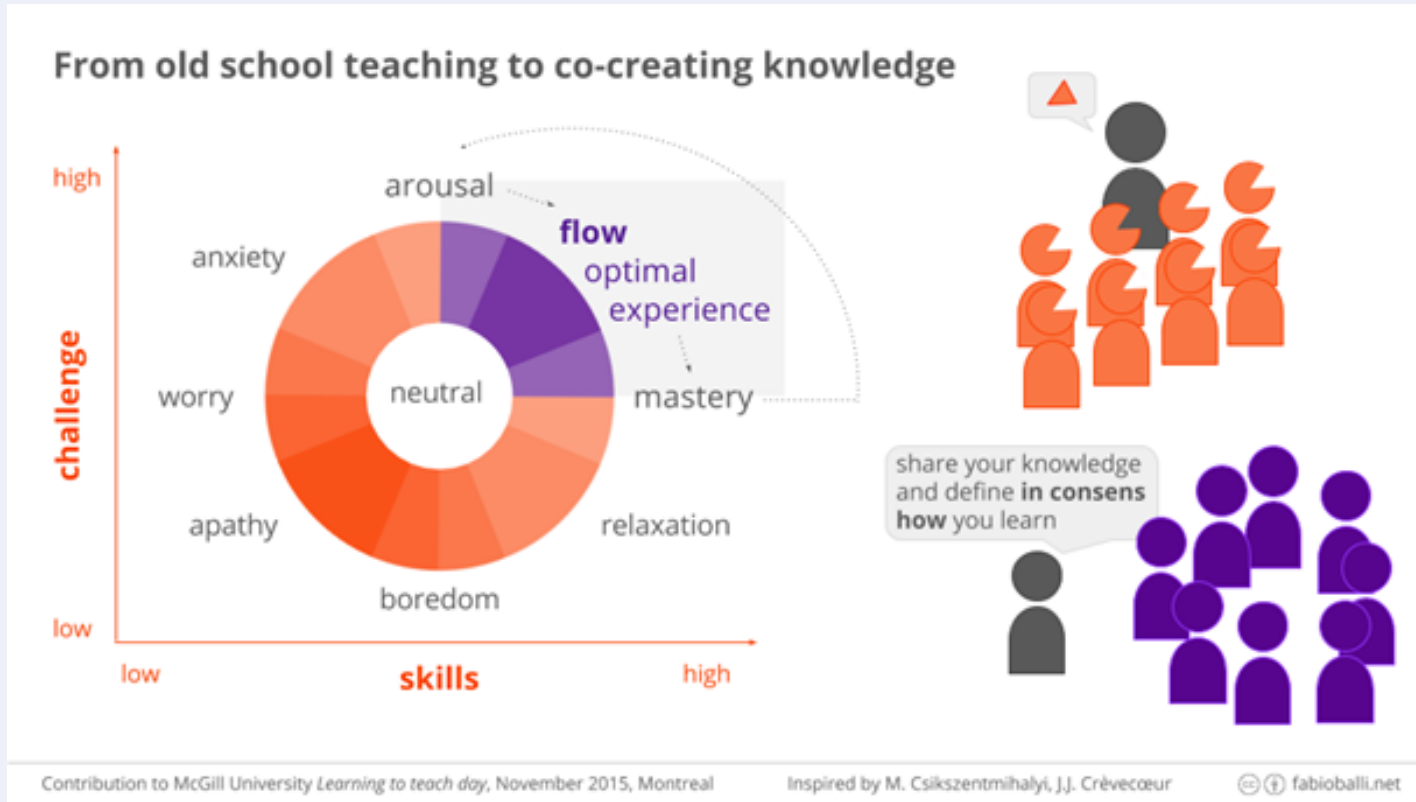 From old school teaching to co-creating knowledge
high
arousal
flow
optimal
experience
anxiety
challenge
worry
neutral
mastery
apathy
relaxation
boredom
low
low
skills
high
share your knowledge
and define in consens
how you learn
Contribution to McGill University Learning to teach day, November 2015, Montreal
Inspired by M. Csikszentmihalyi, J.J. Crèvecœur
cc fabioballi.net